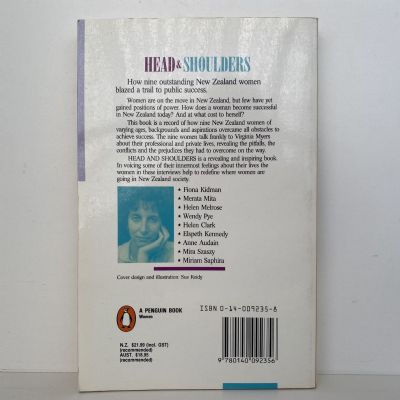 HEAD & SHOULDERS
How nine outstanding New Zealand women
blazed a trail to public success.
Women are on the move in New Zealand, but few have yet
gained positions of power. How does a woman become successful
in New Zealand today? And at what cost to herself?
This book is a record of how nine New Zealand women of
varying ages, backgrounds and aspirations overcame all obstacles to
achieve success. The nine women talk frankly to Virginia Myers
about their professional and private lives, revealing the pitfalls, the
conflicts and the prejudices they had to overcome on the way.
HEAD AND SHOULDERS is a revealing and inspiring book.
In voicing some of their innermost feelings about their lives the
women in these interviews help to redefine where women are
going in New Zealand society.
★ Fiona Kidman
★ Merata Mita
★ Helen Melrose
★ Wendy Pye
★ Helen Clark
★ Elspeth Kennedy
★ Anne Audain
★ Mira Szaszy
★ Miriam Saphira
Cover design and illustration: Sue Reidy
A PENGUIN BOOK
Women
N.Z. $21.99 (incl. GST)
(recommended)
AUST. $18.95
(recommended)
ISBN 0-14-009235-6
9 780140 092356